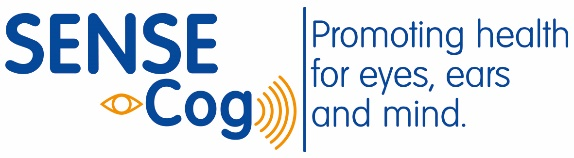 SENSE
Cog
Promoting health
for eyes, ears
and mind.